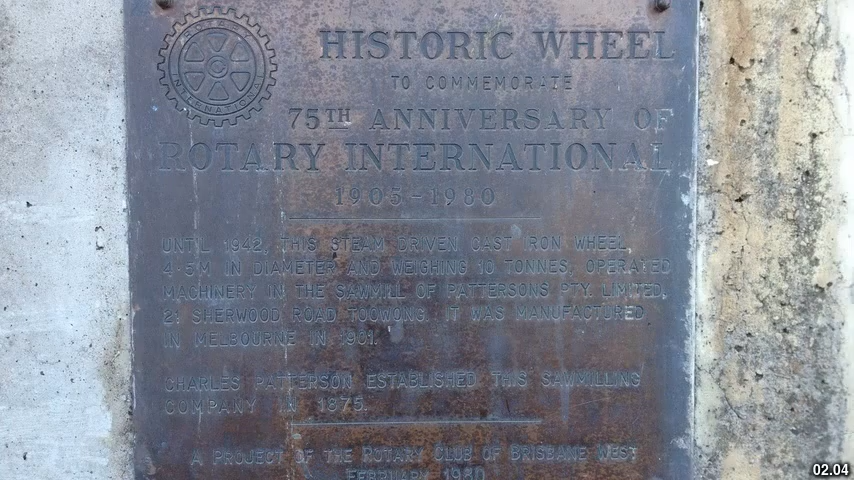 ROTARY
INTERNATIONAL
HISTORIC WHEEL
TO COMMEMORATE
75TH ANNIVERSARY OF
ROTARY INTERNATIONAL
1905-1980
UNTIL 1942, THIS STEAM DRIVEN CAST IRON WHEEL,
4·5M IN DIAMETER AND WEIGHING 10 TONNES, OPERATED
MACHINERY IN THE SAWMILL OF PATTERSONS PTY. LIMITED,
21 SHERWOOD ROAD TOOWONG. IT WAS MANUFACTURED
IN MELBOURNE IN 1901.
CHARLES PATTERSON ESTABLISHED THIS SAWMILLING
COMPANY IN 1875.
A PROJECT OF THE ROTARY CLUB OF BRISBANE WEST
FEBRUARY 1980
02.04